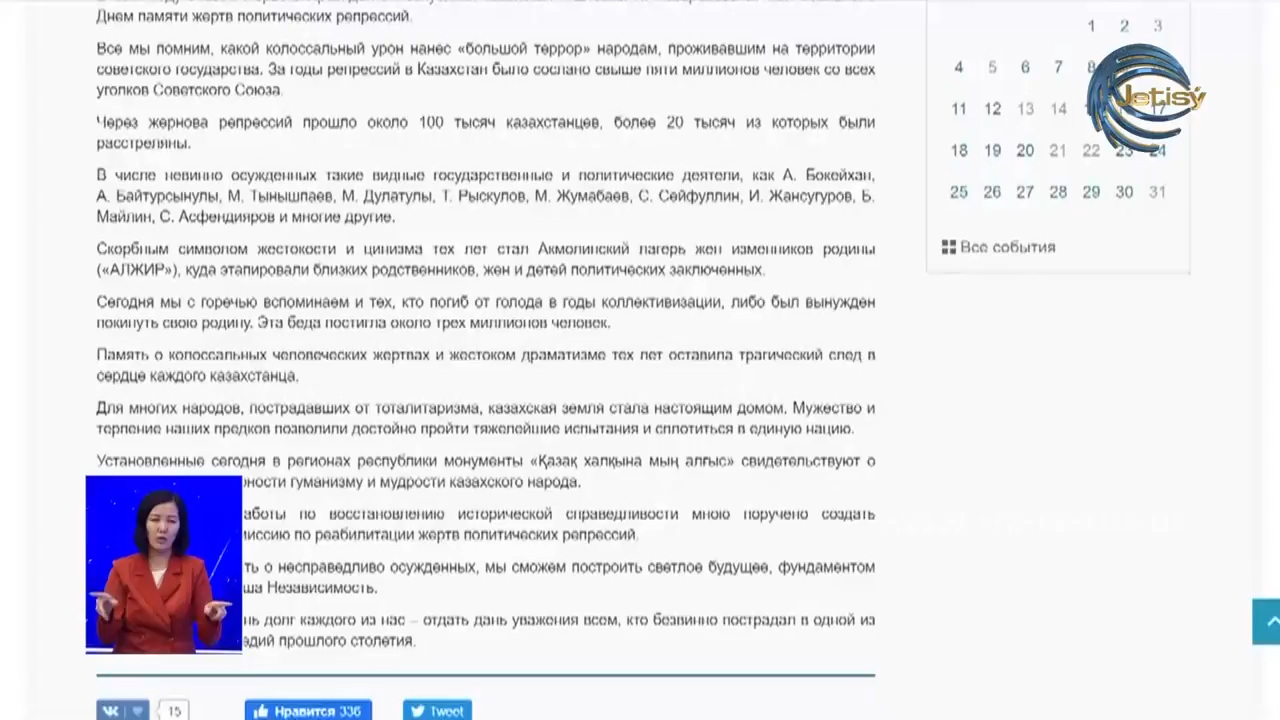 Днем памяти жертв политических репрессий.
Все мы помним, какой колоссальный урон нанес «большой террор» народам, проживавшим на территории
советского государства. За годы репрессий в Казахстан было сослано свыше пяти миллионов человек со всех
уголков Советского Союза.
Через жернова репрессий прошло около 100 тысяч казахстанцев, более 20 тысяч из которых были
расстреляны.
В числе невинно осужденных такие видные государственные и политические деятели, как А. Бокейхан,
А. Байтурсынулы, М. Тынышпаев, М. Дулатулы, Т. Рыскулов, М. Жумабаев, С. Сейфуллин, И. Жансугуров, Б.
Майлин, С. Асфендияров и многие другие.
Скорбным символом жестокости и цинизма тех лет стал Акмолинский лагерь жен изменников родины
(«АЛЖИР»), куда этапировали близких родственников, жен и детей политических заключенных.
Сегодня мы с горечью вспоминаем и тех, кто погиб от голода в годы коллективизации, либо был вынужден
покинуть свою родину. Эта беда постигла около трех миллионов человек.
Память о колоссальных человеческих жертвах и жестоком драматизме тех лет оставила трагический след в
сердце каждого казахстанца.
Для многих народов, пострадавших от тоталитаризма, казахская земля стала настоящим домом. Мужество и
терпение наших предков позволили достойно пройти тяжелейшие испытания и сплотиться в единую нацию.
Установленные сегодня в регионах республики монументы «Қазақ халқына мың алғыс» свидетельствуют о
ности гуманизму и мудрости казахского народа.
аботы по восстановлению исторической справедливости мною поручено создать
миссию по реабилитации жертв политических репрессий.
ть о несправедливо осужденных, мы сможем построить светлое будущее, фундаментом
ша Независимость.
нь долг каждого из нас – отдать дань уважения всем, кто безвинно пострадал в одной из
едий прошлого столетия.
15
Нравится 336
Tweet
1 2 3
4 5 6 7 8
Jetisý
11 12 13 14 17
18 19 20 21 22 23 24
25 26 27 28 29 30 31
Все события